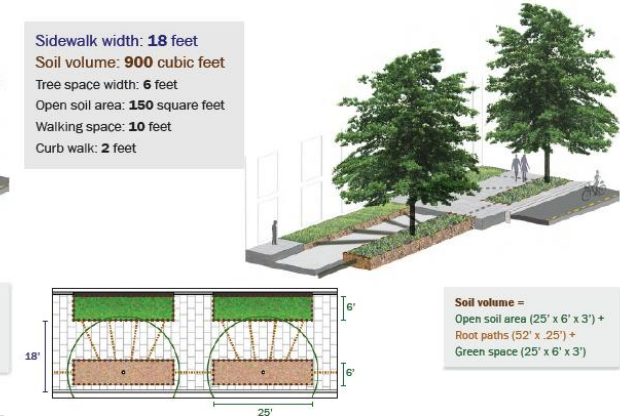 Sidewalk width: 18 feet
Soil volume: 900 cubic feet
Tree space width: 6 feet
Open soil area: 150 square feet
Walking space: 10 feet
Curb walk: 2 feet
6'
18'
6'
25'
Soil volume =
Open soil area (25' x 6' x 3') +
Root paths (52' x .25') +
Green space (25' x 6' x 3')